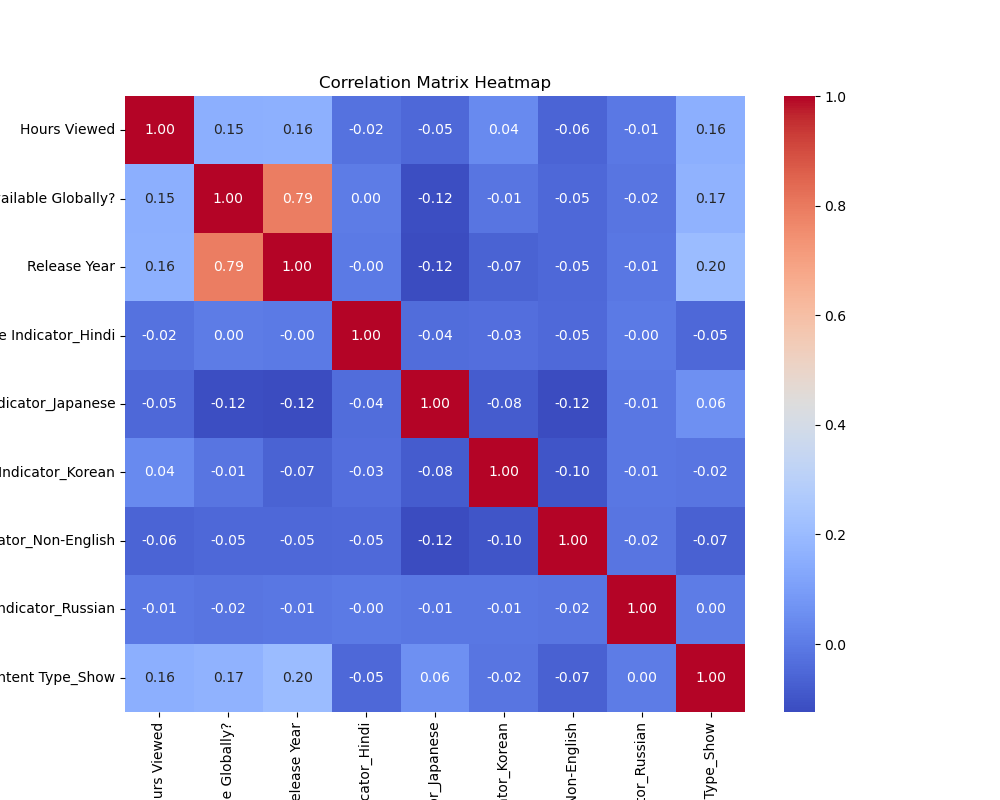 Correlation Matrix Heatmap
Hours Viewed 1.00 0.15 0.16 -0.02 -0.05 0.04 -0.06 -0.01 0.16
ailable Globally? 0.15 1.00 0.79 0.00 -0.12 -0.01 -0.05 -0.02 0.17
Release Year 0.16 0.79 1.00 -0.00 -0.12 -0.07 -0.05 -0.01 0.20
e Indicator_Hindi -0.02 0.00 -0.00 1.00 -0.04 -0.03 -0.05 -0.00 -0.05
dicator_Japanese -0.05 -0.12 -0.12 -0.04 1.00 -0.08 -0.12 -0.01 0.06
Indicator_Korean 0.04 -0.01 -0.07 -0.03 -0.08 1.00 -0.10 -0.01 -0.02
ator_Non-English -0.06 -0.05 -0.05 -0.05 -0.12 -0.10 1.00 -0.02 -0.07
ndicator_Russian -0.01 -0.02 -0.01 -0.00 -0.01 -0.01 -0.02 1.00 0.00
ntent Type_Show 0.16 0.17 0.20 -0.05 0.06 -0.02 -0.07 0.00 1.00
urs Viewed
e Globally?
elease Year
cator_Hindi
or_Japanese
tor_Korean
Non-English
tor_Russian
Type_Show
1.0
0.8
0.6
0.4
0.2
0.0